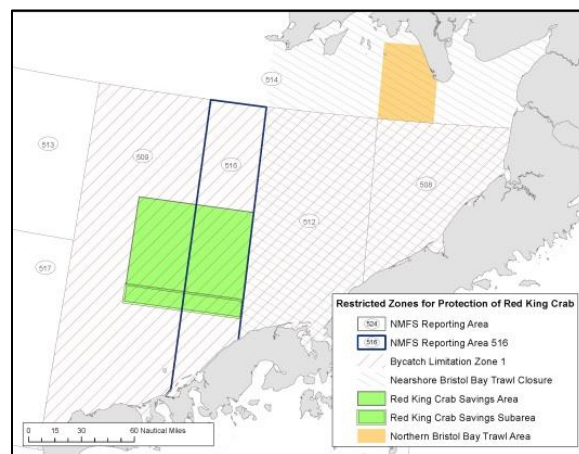 514
513
509
516
508
512
517
Restricted Zones for Protection of Red King Crab
524 NMFS Reporting Area
516 NMFS Reporting Area 516
Bycatch Limitation Zone 1
Nearshore Bristol Bay Trawl Closure
Red King Crab Savings Area
Red King Crab Savings Subarea
Northern Bristol Bay Trawl Area
0 15 30 60 Nautical Miles